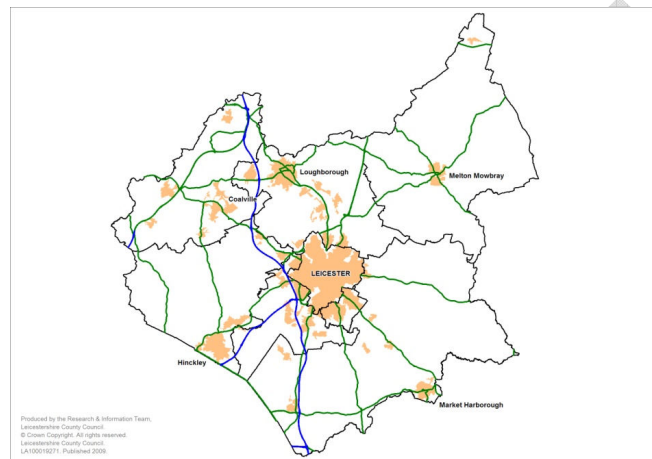 Loughborough
Melton Mowbray
Coalville
LEICESTER
Hinckley
Market Harborough
Produced by the Research & Information Team.
Leicestershire County Council
© Crown Copyright. All rights reserved.
Leicestershire County Council
LA100019271. Published 2009.